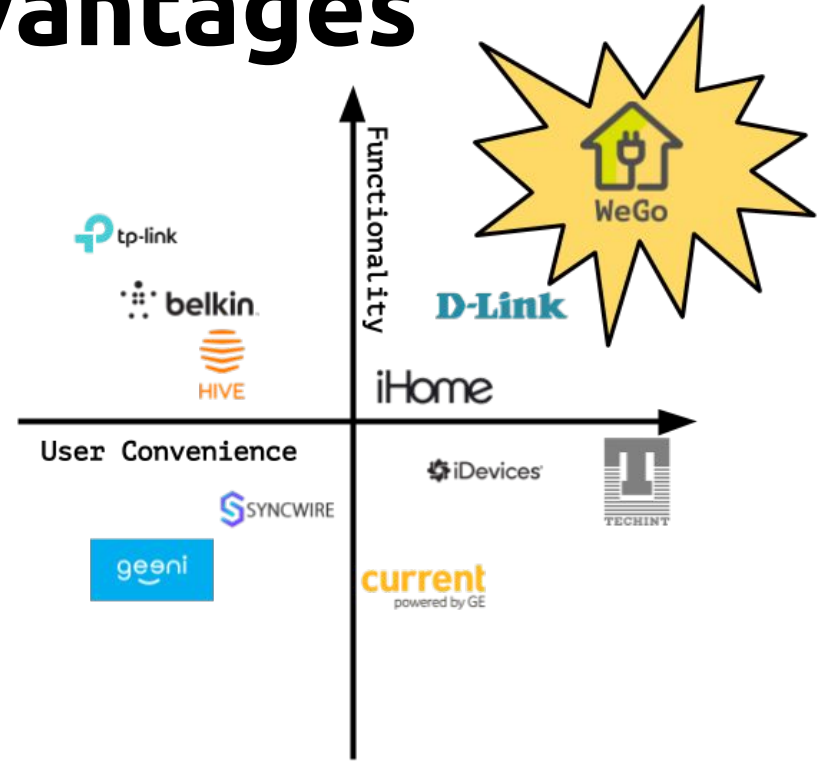 vantages
Functionality
WeGo
tp-link
belkin
D-Link
HIVE
iHome
User Convenience
iDevices
TECHINT
SYNCWIRE
geeni
current
powered by GE